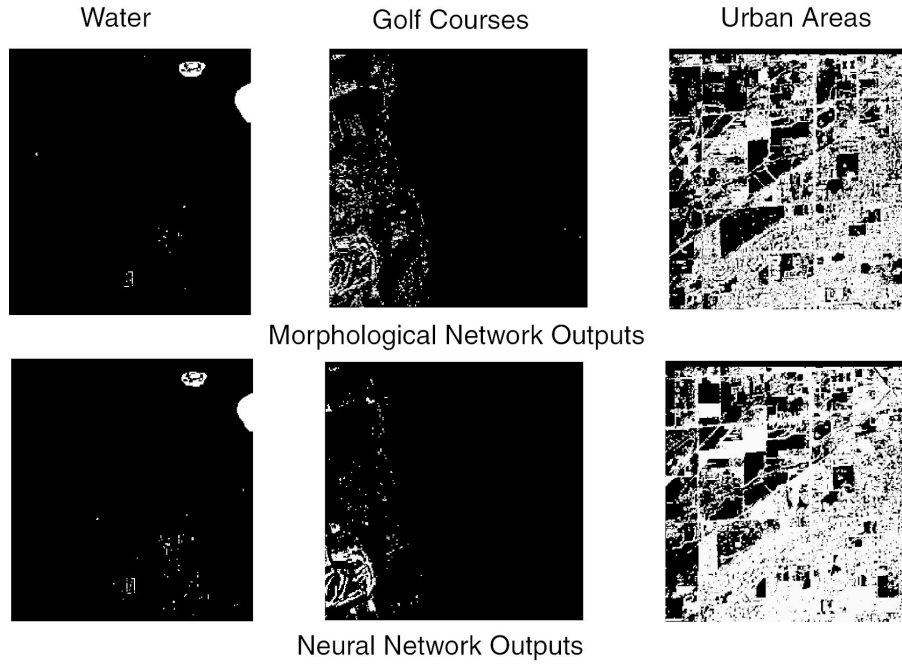 Water
Golf Courses
Urban Areas
Morphological Network Outputs
Neural Network Outputs